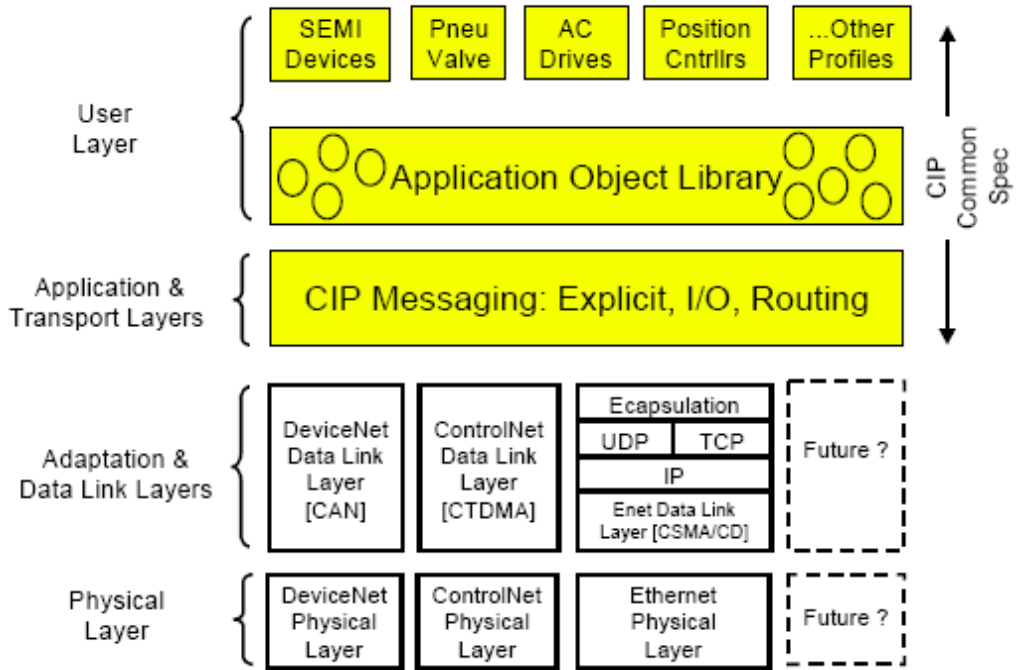 SEMI
Devices
Pneu
Valve
AC
Drives
Position
Cntrllrs
...Other
Profiles
User
Layer
Application Object Library
CIP
Common
Spec
Application &
Transport Layers
CIP Messaging: Explicit, I/O, Routing
Adaptation &
Data Link Layers
DeviceNet
Data Link
Layer
[CAN]
ControlNet
Data Link
Layer
[CTDMA]
Ecapsulation
UDP
TCP
IP
Enet Data Link
Layer [CSMA/CD]
Future ?
Physical
Layer
DeviceNet
Physical
Layer
ControlNet
Physical
Layer
Ethernet
Physical
Layer
Future ?